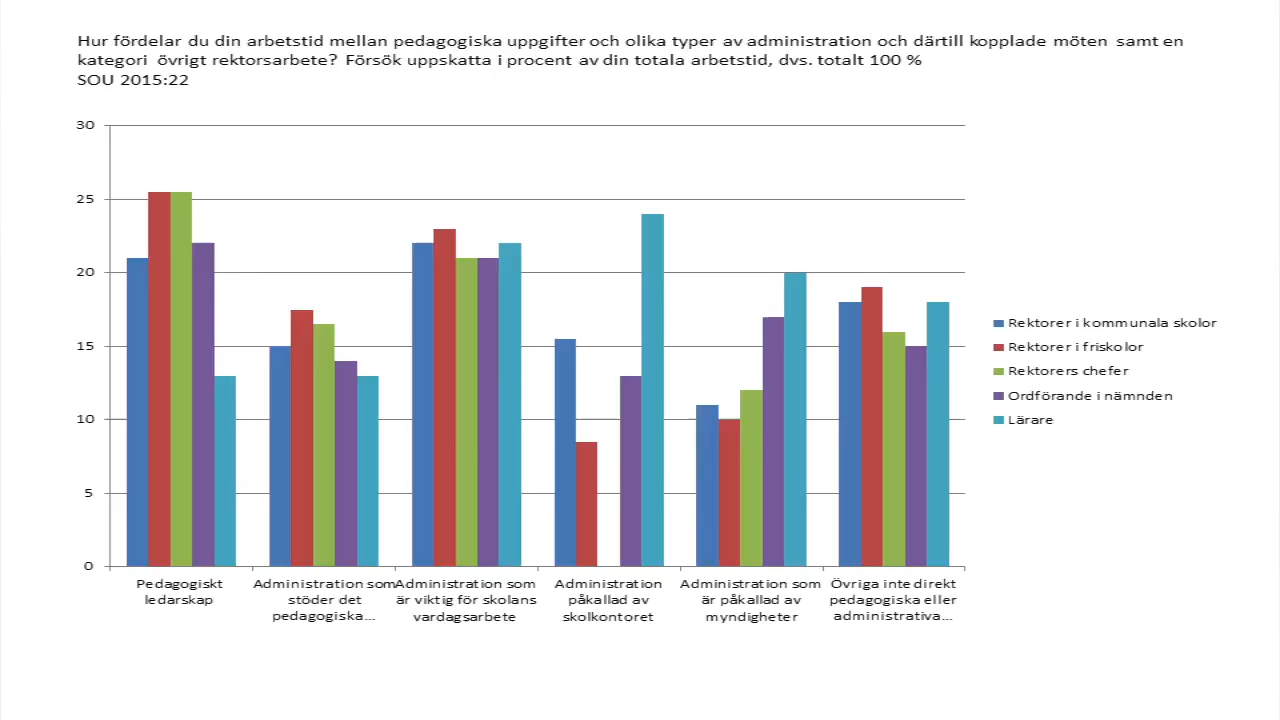 Hur fördelar du din arbetstid mellan pedagogiska uppgifter och olika typer av administration och därtill kopplade möten samt en
kategori övrigt rektorsarbete? Försök uppskatta i procent av din totala arbetstid, dvs. totalt 100 %
SOU 2015:22
30
25
20
15
10
5
0
Pedagogiskt
ledarskap
Administration som
stöder det
pedagogiska...
Administration som
är viktig för skolans
vardagsarbete
Administration
påkallad av
skolkontoret
Administration som
är påkallad av
myndigheter
Övriga inte direkt
pedagogiska eller
administrativa...
Rektorer i kommunala skolor
Rektorer i friskolor
Rektorers chefer
Ordförande i nämnden
Lärare